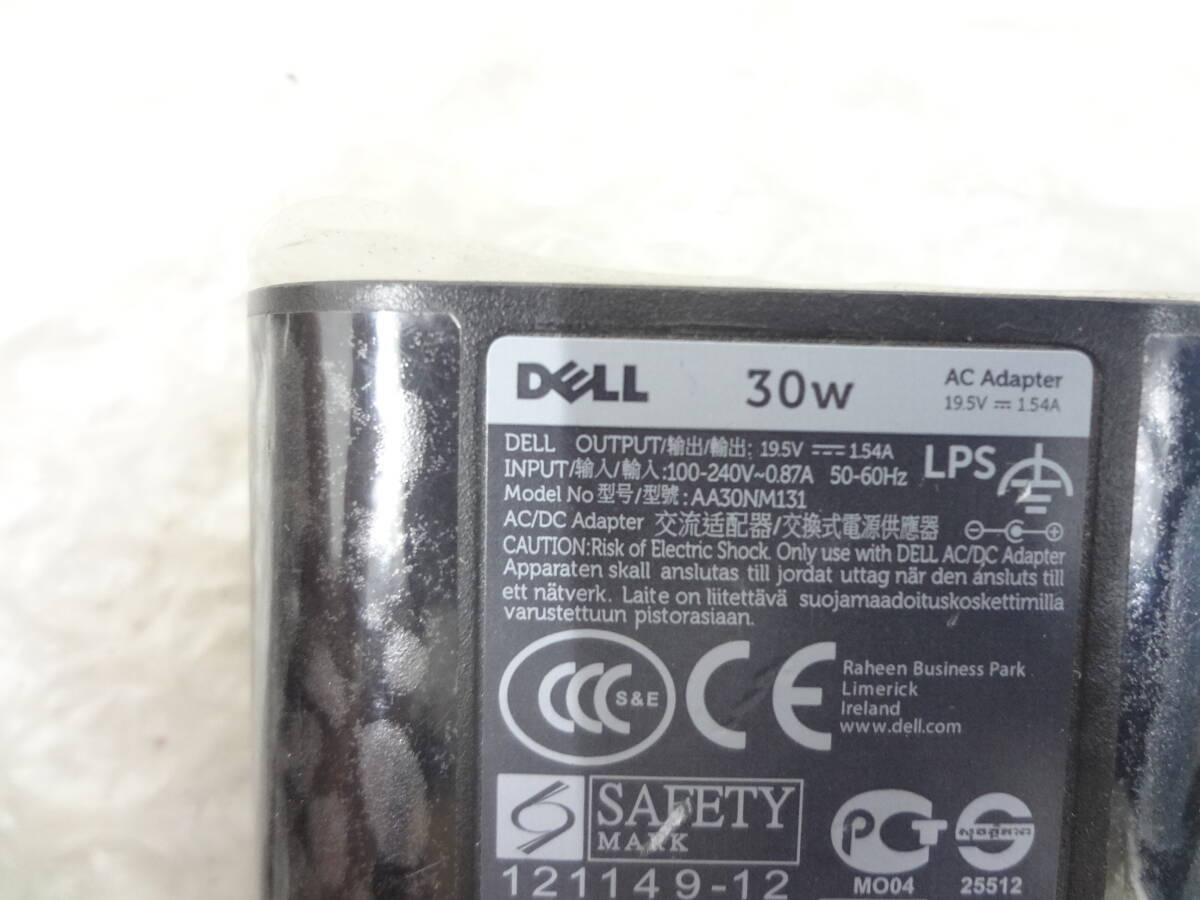 DELL 30w AC Adapter
19.5V ⎓ 1.54A
DELL OUTPUT/输出/輸出: 19.5V ⎓ 1.54A
INPUT/输入/輸入:100-240V~0.87A 50-60Hz
LPS
Model No 型号/型號: AA30NM131
AC/DC Adapter 交流适配器/交換式電源供應器
CAUTION:Risk of Electric Shock. Only use with DELL AC/DC Adapter
Apparaten skall anslutas till jordat uttag när den ansluts till
ett nätverk. Laite on liitettävä suojamaadoituskoskettimilla
varustettuun pistorasiaan.
CCC S&E CE
Raheen Business Park
Limerick
Ireland
www.dell.com
SAFETY
MARK
121149-12
PCT
MO04
25512